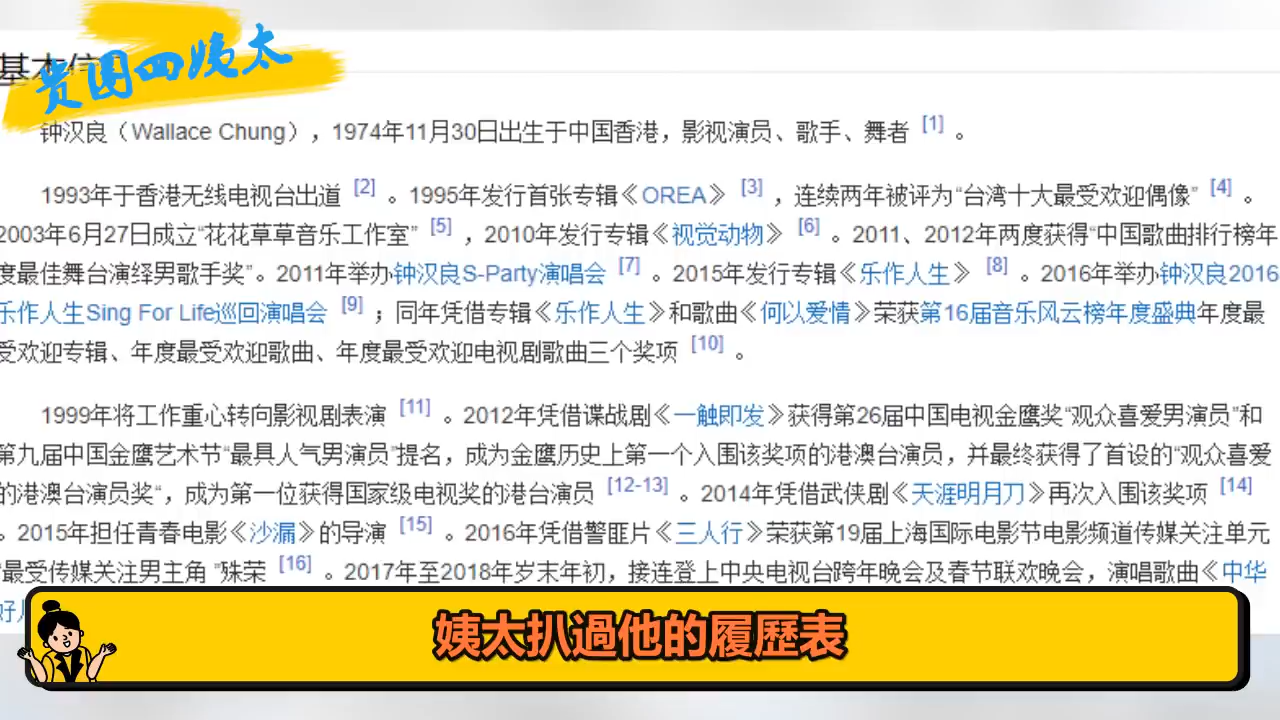 贵圈四姨太
基本信
钟汉良（Wallace Chung），1974年11月30日出生于中国香港，影视演员、歌手、舞者 [1] 。
1993年于香港无线电视台出道 [2] 。1995年发行首张专辑《OREA》 [3] ，连续两年被评为“台湾十大最受欢迎偶像” [4] 。
2003年6月27日成立“花花草草音乐工作室” [5] ，2010年发行专辑《视觉动物》 [6] 。2011、2012年两度获得“中国歌曲排行榜年
度最佳舞台演绎男歌手奖”。2011年举办钟汉良S-Party演唱会 [7] 。2015年发行专辑《乐作人生》 [8] 。2016年举办钟汉良2016
乐作人生Sing For Life巡回演唱会 [9] ；同年凭借专辑《乐作人生》和歌曲《何以爱情》荣获第16届音乐风云榜年度盛典年度最
受欢迎专辑、年度最受欢迎歌曲、年度最受欢迎电视剧歌曲三个奖项 [10] 。
1999年将工作重心转向影视剧表演 [11] 。2012年凭借谍战剧《一触即发》获得第26届中国电视金鹰奖“观众喜爱男演员”和
第九届中国金鹰艺术节“最具人气男演员”提名，成为金鹰历史上第一个入围该奖项的港澳台演员，并最终获得了首设的“观众喜爱
的港澳台演员奖“，成为第一位获得国家级电视奖的港台演员 [12-13] 。2014年凭借武侠剧《天涯明月刀》再次入围该奖项 [14]
。2015年担任青春电影《沙漏》的导演 [15] 。2016年凭借警匪片《三人行》荣获第19届上海国际电影节电影频道传媒关注单元
“最受传媒关注男主角 ”殊荣 [16] 。2017年至2018年岁末年初，接连登上中央电视台跨年晚会及春节联欢晚会，演唱歌曲《中华
好
姨太扒過他的履歷表